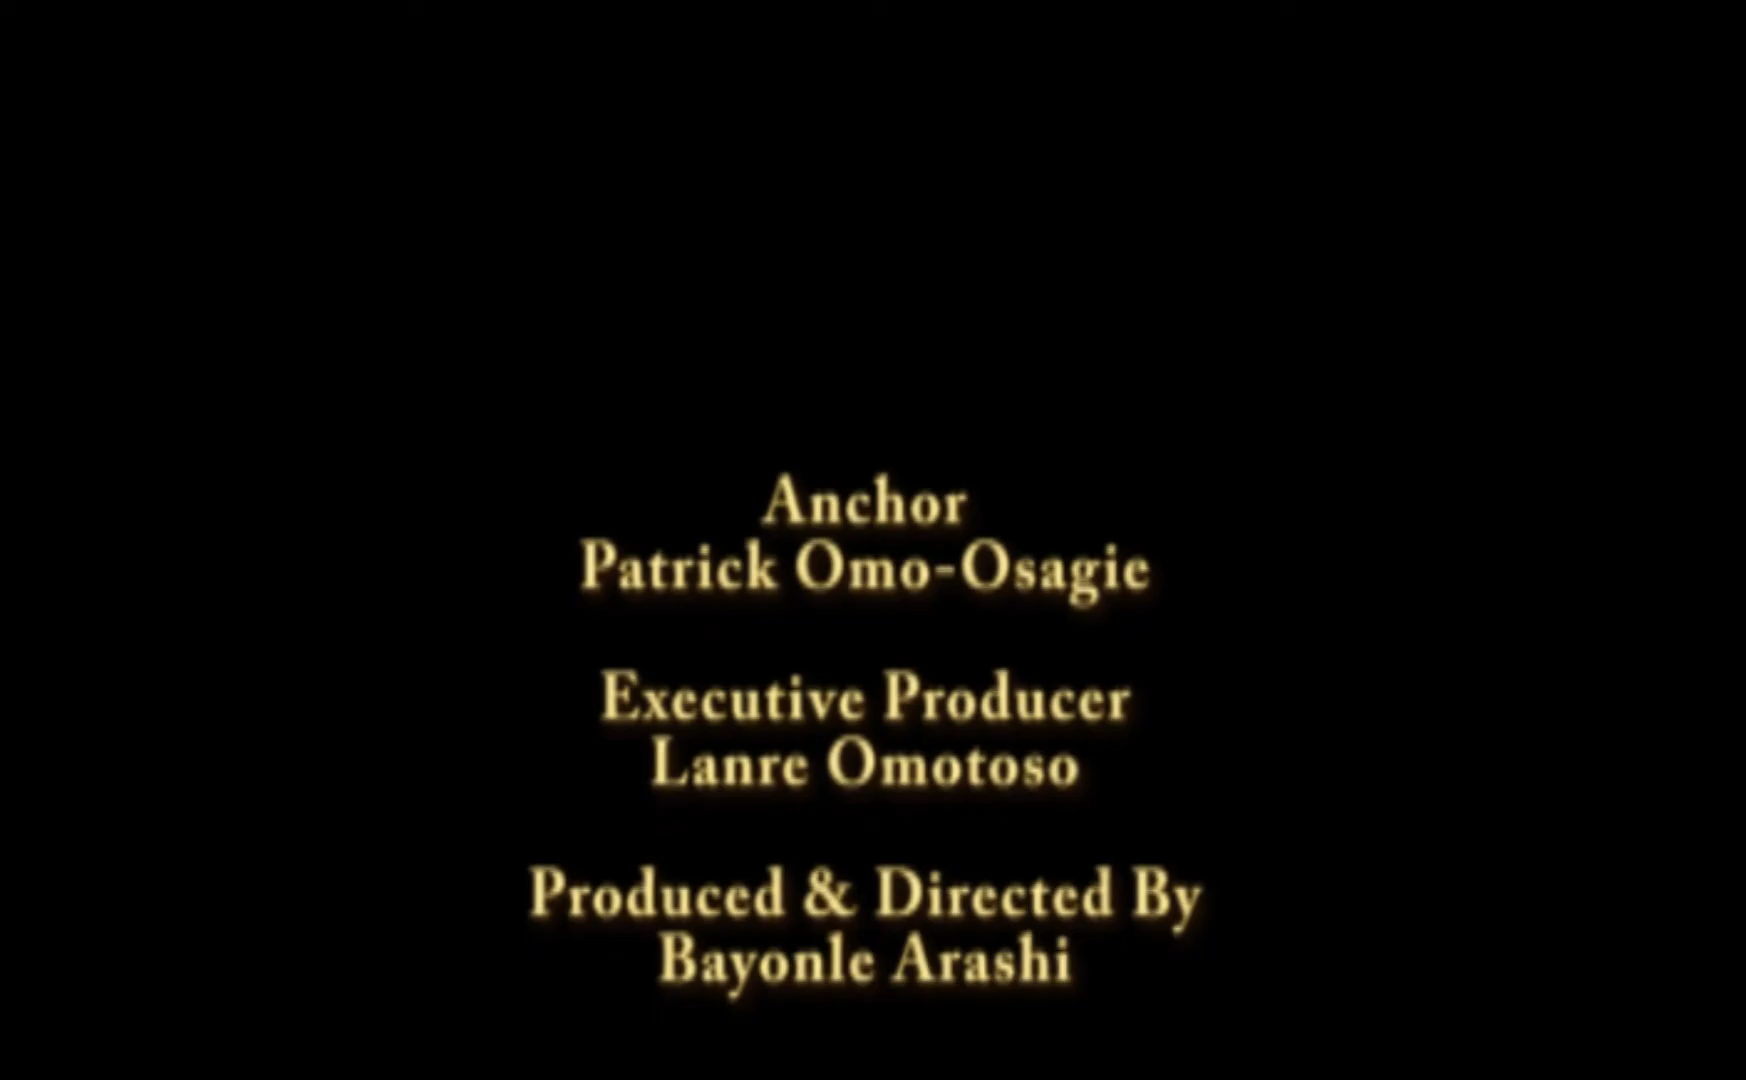 Anchor
Patrick Omo-Osagie
Executive Producer
Lanre Omotoso
Produced & Directed By
Bayonle Arashi